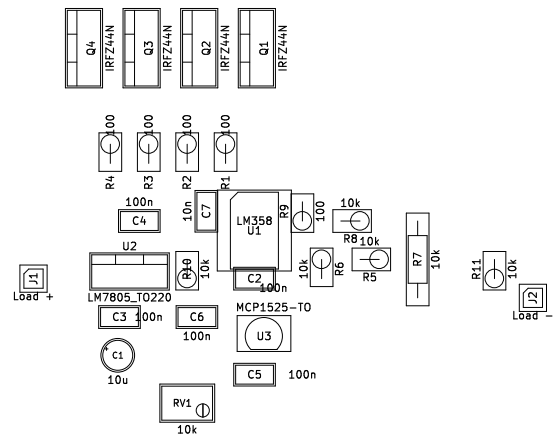 Q4
IRFZ44N
Q3
IRFZ44N
Q2
IRFZ44N
Q1
IRFZ44N
100
R4
100
R3
100
R2
100
R1
100n
C4
10n
C7
LM358
U1
R9
100
10k
R8
10k
R5
R6
10k
R7
10k
R11
10k
U2
LM7805_TO220
R10
10k
C2
100n
J1
Load +
J2
Load -
C3
100n
C6
100n
MCP1525-TO
U3
C1
10u
C5
100n
RV1
10k